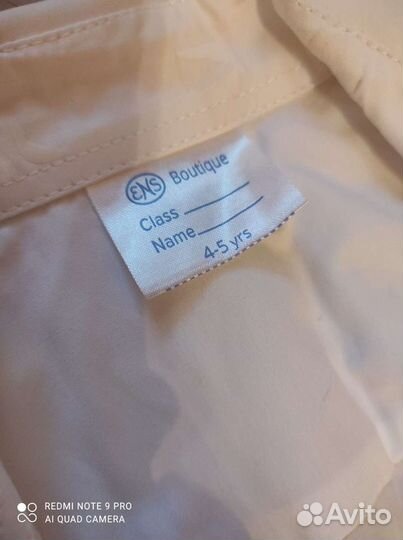 ENS Boutique
Class
Name
4-5 yrs
REDMI NOTE 9 PRO
AI QUAD CAMERA
Avito